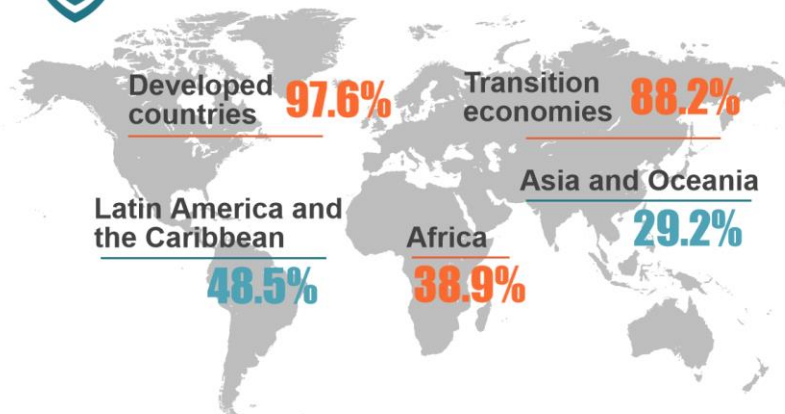 Developed
countries
97.6%
Transition
economies
88.2%
Latin America and
the Caribbean
48.5%
Africa
38.9%
Asia and Oceania
29.2%